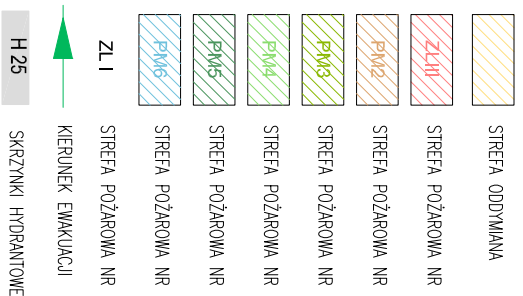 STREFA ODDYMIANA
ZLIII STREFA POŻAROWA NR
PM2 STREFA POŻAROWA NR
PM3 STREFA POŻAROWA NR
PM4 STREFA POŻAROWA NR
PM5 STREFA POŻAROWA NR
PM6 STREFA POŻAROWA NR
ZL I STREFA POŻAROWA NR
KIERUNEK EWAKUACJI
H 25 SKRZYNKI HYDRANTOWE